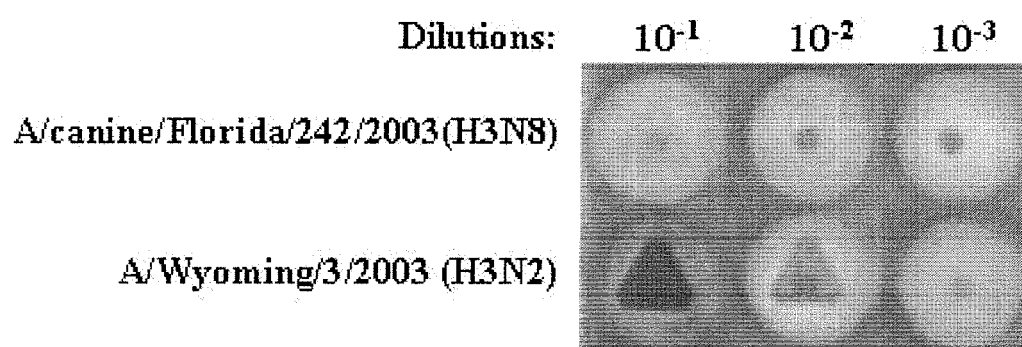 Dilutions: 10⁻¹ 10⁻² 10⁻³
A/canine/Florida/242/2003(H3N8)
A/Wyoming/3/2003 (H3N2)